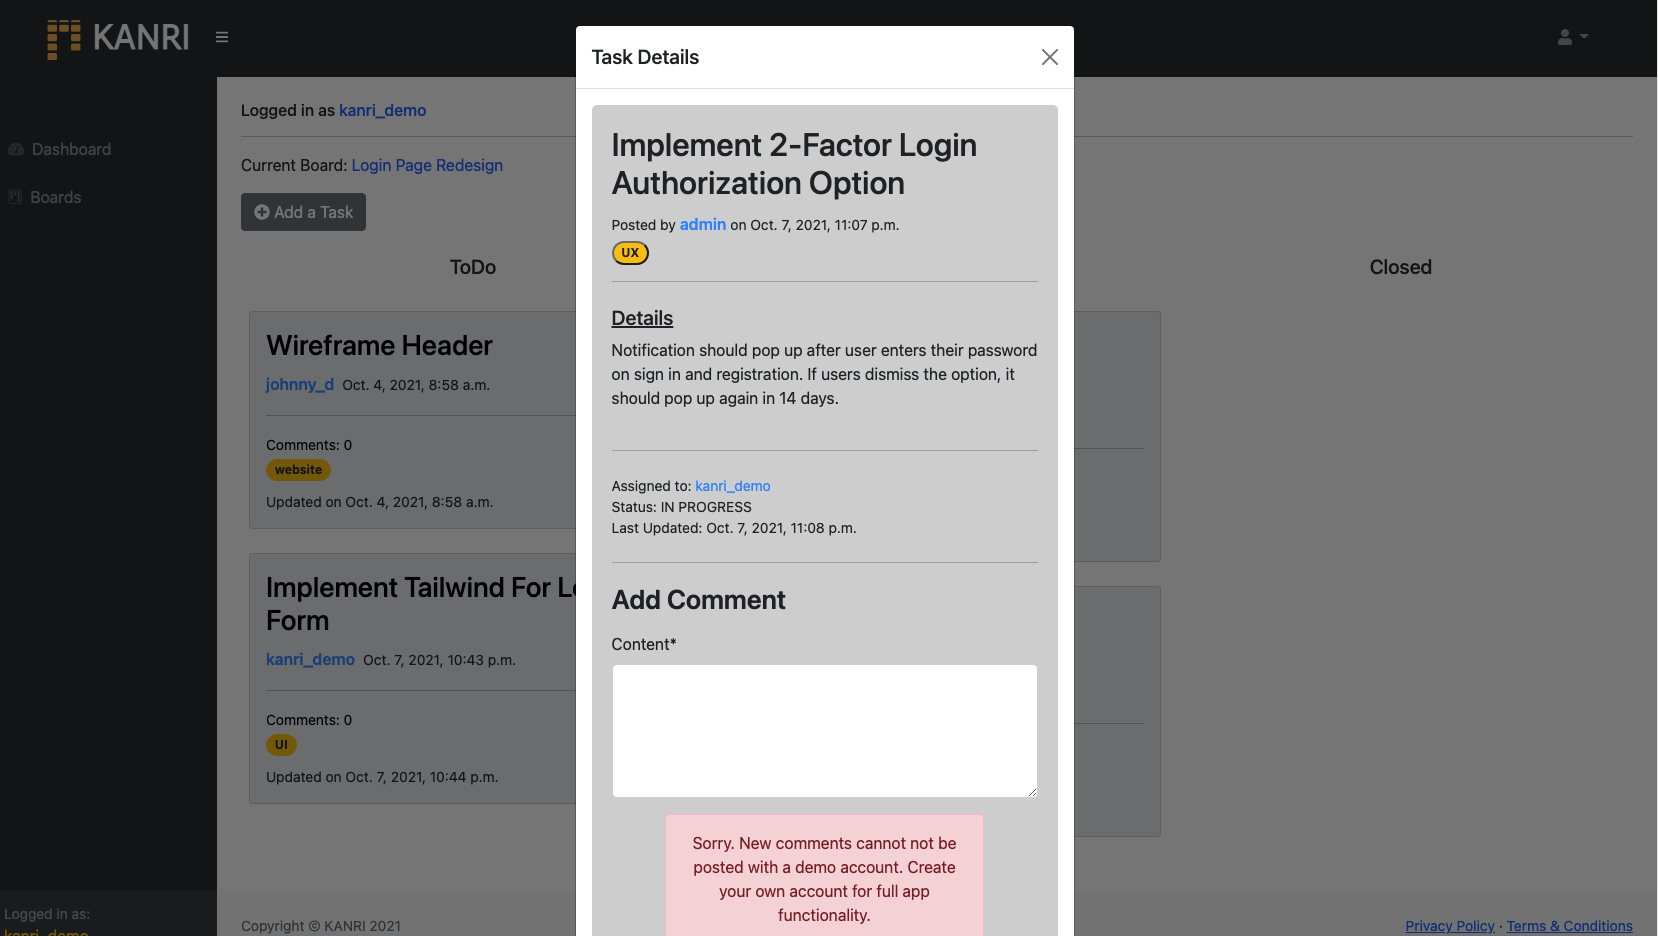 KANRI
Logged in as kanri_demo
Dashboard
Boards
Current Board: Login Page Redesign
Add a Task
ToDo
Closed
Wireframe Header
johnny_d Oct. 4, 2021, 8:58 a.m.
Comments: 0
website
Updated on Oct. 4, 2021, 8:58 a.m.
Implement Tailwind For Lo
Form
kanri_demo Oct. 7, 2021, 10:43 p.m.
Comments: 0
UI
Updated on Oct. 7, 2021, 10:44 p.m.
Task Details
Implement 2-Factor Login
Authorization Option
Posted by admin on Oct. 7, 2021, 11:07 p.m.
UX
Details
Notification should pop up after user enters their password
on sign in and registration. If users dismiss the option, it
should pop up again in 14 days.
Assigned to: kanri_demo
Status: IN PROGRESS
Last Updated: Oct. 7, 2021, 11:08 p.m.
Add Comment
Content*
Sorry. New comments cannot not be
posted with a demo account. Create
your own account for full app
functionality.
Logged in as:
kanri_demo
Copyright © KANRI 2021
Privacy Policy · Terms & Conditions